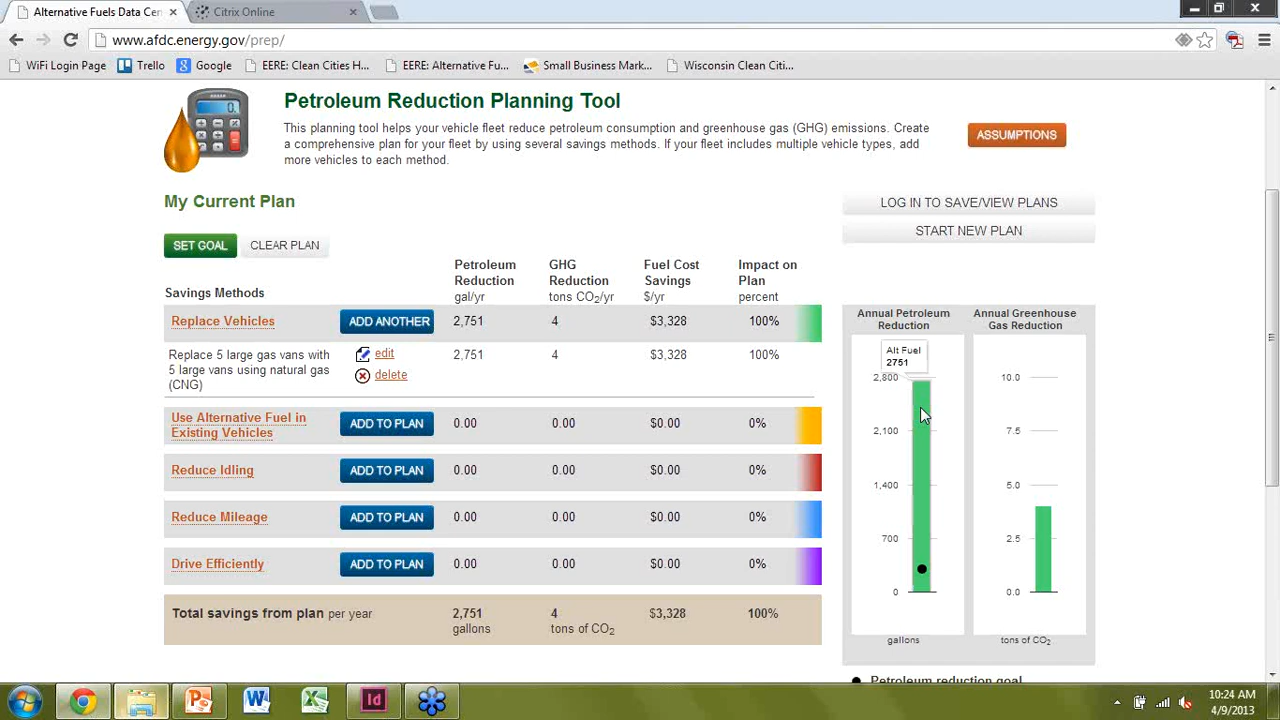 Alternative Fuels Data Cen
Citrix Online
www.afdc.energy.gov/prep/
WiFi Login Page
Trello
Google
EERE: Clean Cities H...
EERE: Alternative Fu...
Small Business Mark...
Wisconsin Clean Citi...
Petroleum Reduction Planning Tool
This planning tool helps your vehicle fleet reduce petroleum consumption and greenhouse gas (GHG) emissions. Create
a comprehensive plan for your fleet by using several savings methods. If your fleet includes multiple vehicle types, add
more vehicles to each method.
ASSUMPTIONS
My Current Plan
LOG IN TO SAVE/VIEW PLANS
START NEW PLAN
SET GOAL
CLEAR PLAN
Savings Methods
Petroleum
Reduction
gal/yr
GHG
Reduction
tons CO2/yr
Fuel Cost
Savings
$/yr
Impact on
Plan
percent
Replace Vehicles ADD ANOTHER 2,751 4 $3,328 100%
Replace 5 large gas vans with
5 large vans using natural gas
(CNG)
edit
delete
2,751 4 $3,328 100%
Use Alternative Fuel in
Existing Vehicles
ADD TO PLAN 0.00 0.00 $0.00 0%
Reduce Idling ADD TO PLAN 0.00 0.00 $0.00 0%
Reduce Mileage ADD TO PLAN 0.00 0.00 $0.00 0%
Drive Efficiently ADD TO PLAN 0.00 0.00 $0.00 0%
Total savings from plan per year
2,751
gallons
4
tons of CO2
$3,328
100%
Annual Petroleum
Reduction
Alt Fuel
2751
2,800
2,100
1,400
700
0
gallons
Annual Greenhouse
Gas Reduction
10.0
7.5
5.0
2.5
0.0
tons of CO2
Petroleum reduction goal
10:24 AM
4/9/2013